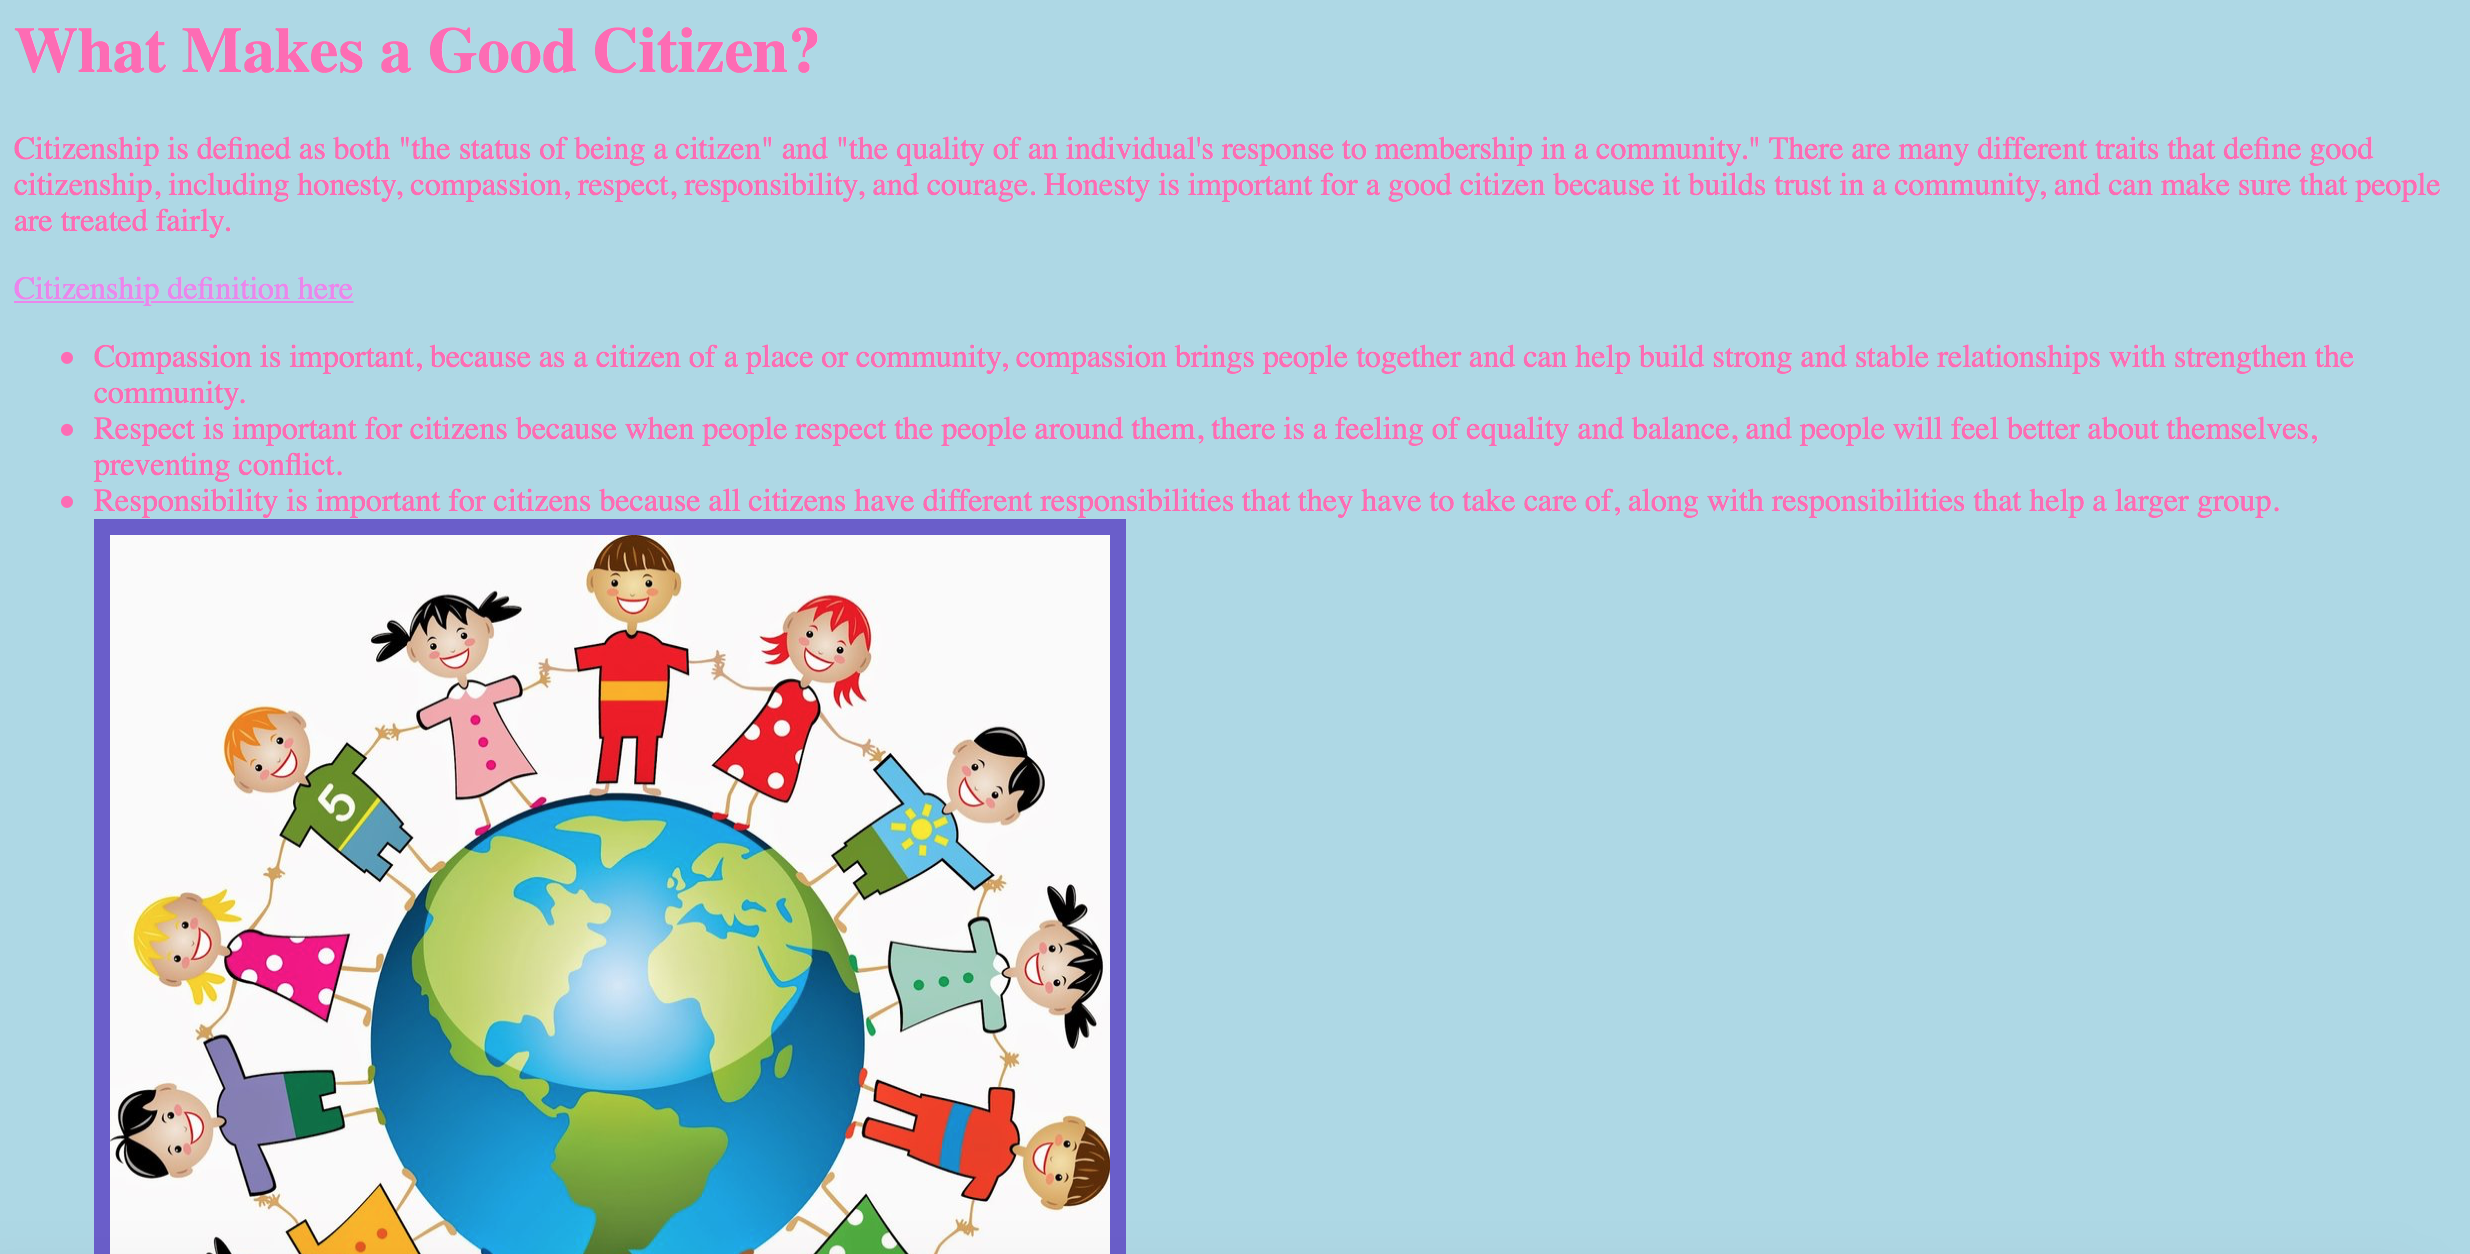 What Makes a Good Citizen?
Citizenship is defined as both "the status of being a citizen" and "the quality of an individual's response to membership in a community." There are many different traits that define good
citizenship, including honesty, compassion, respect, responsibility, and courage. Honesty is important for a good citizen because it builds trust in a community, and can make sure that people
are treated fairly.
Citizenship definition here
Compassion is important, because as a citizen of a place or community, compassion brings people together and can help build strong and stable relationships with strengthen the
community.
Respect is important for citizens because when people respect the people around them, there is a feeling of equality and balance, and people will feel better about themselves,
preventing conflict.
Responsibility is important for citizens because all citizens have different responsibilities that they have to take care of, along with responsibilities that help a larger group.
5